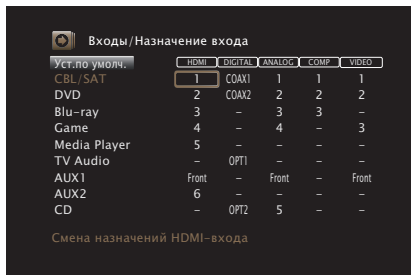 Входы/Назначение входа
Уст.по умолч. HDMI DIGITAL ANALOG COMP VIDEO
CBL/SAT 1 COAX1 1 1 1
DVD 2 COAX2 2 2 2
Blu-ray 3 – 3 3 –
Game 4 – 4 – 3
Media Player 5 – – – –
TV Audio – OPT1 – – –
AUX1 Front – Front – Front
AUX2 6 – – – –
CD – OPT2 5 – –
Смена назначений HDMI-входа